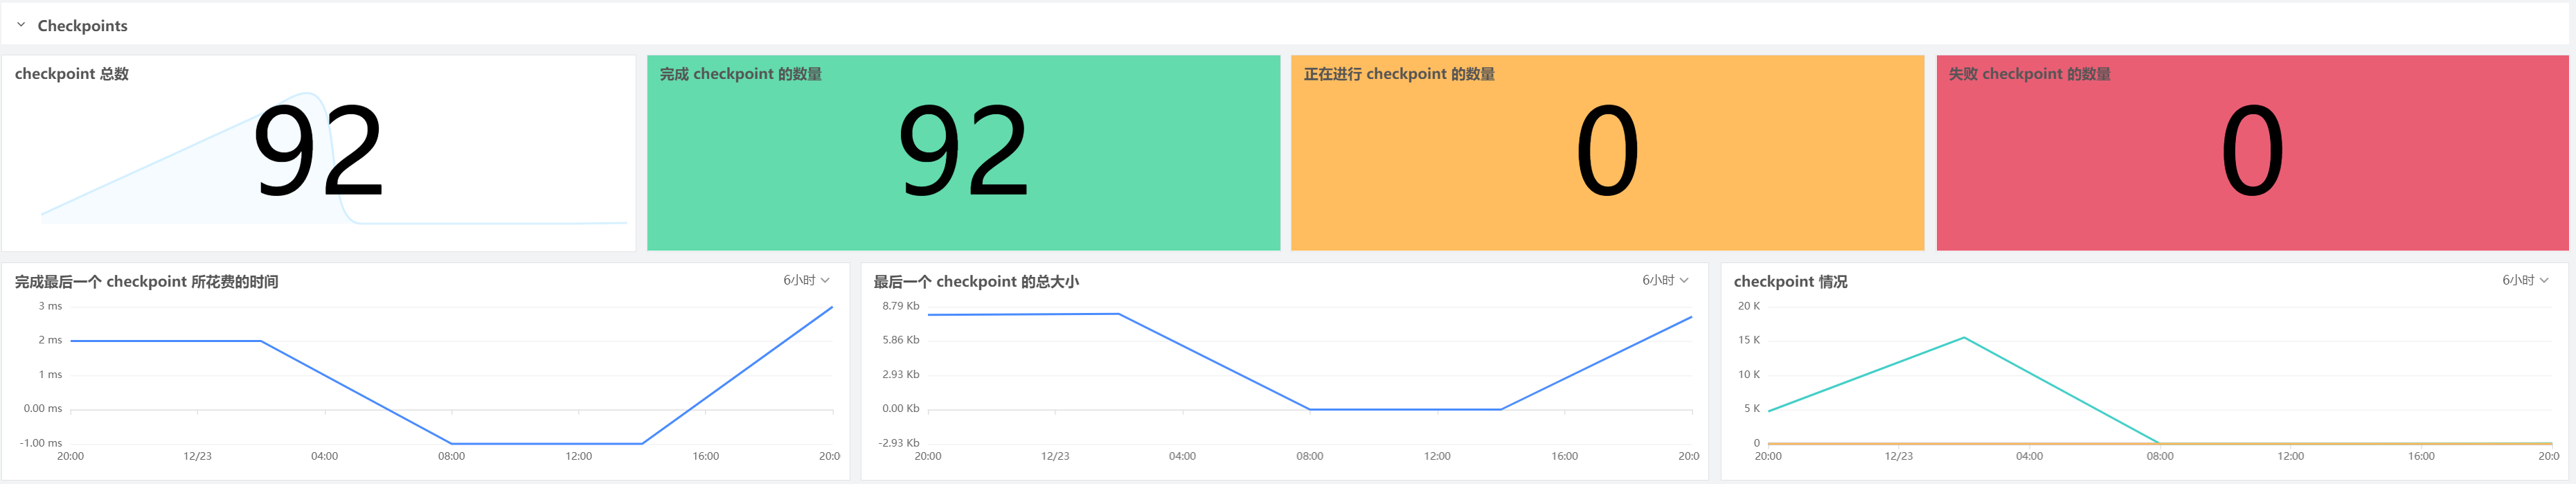 Checkpoints
checkpoint 总数
92
完成 checkpoint 的数量
92
正在进行 checkpoint 的数量
0
失败 checkpoint 的数量
0
完成最后一个 checkpoint 所花费的时间
6小时
3 ms
2 ms
1 ms
0.00 ms
-1.00 ms
20:00 12/23 04:00 08:00 12:00 16:00 20:0
最后一个 checkpoint 的总大小
6小时
8.79 Kb
5.86 Kb
2.93 Kb
0.00 Kb
-2.93 Kb
20:00 12/23 04:00 08:00 12:00 16:00 20:0
checkpoint 情况
6小时
20 K
15 K
10 K
5 K
0
20:00 12/23 04:00 08:00 12:00 16:00 20:0